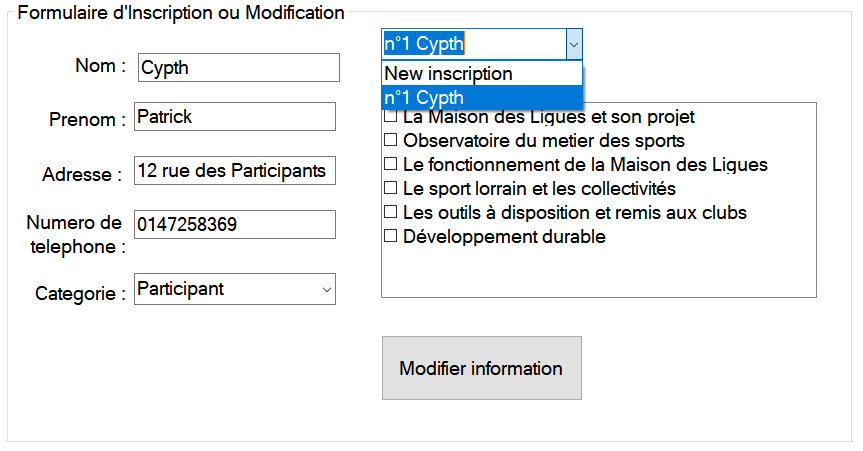 Formulaire d'Inscription ou Modification
Nom :
Cypth
Prenom :
Patrick
Adresse :
12 rue des Participants
Numero de
telephone :
0147258369
Categorie :
Participant
n°1 Cypth
New inscription
n°1 Cypth
La Maison des Ligues et son projet
Observatoire du metier des sports
Le fonctionnement de la Maison des Ligues
Le sport lorrain et les collectivités
Les outils à disposition et remis aux clubs
Développement durable
Modifier information